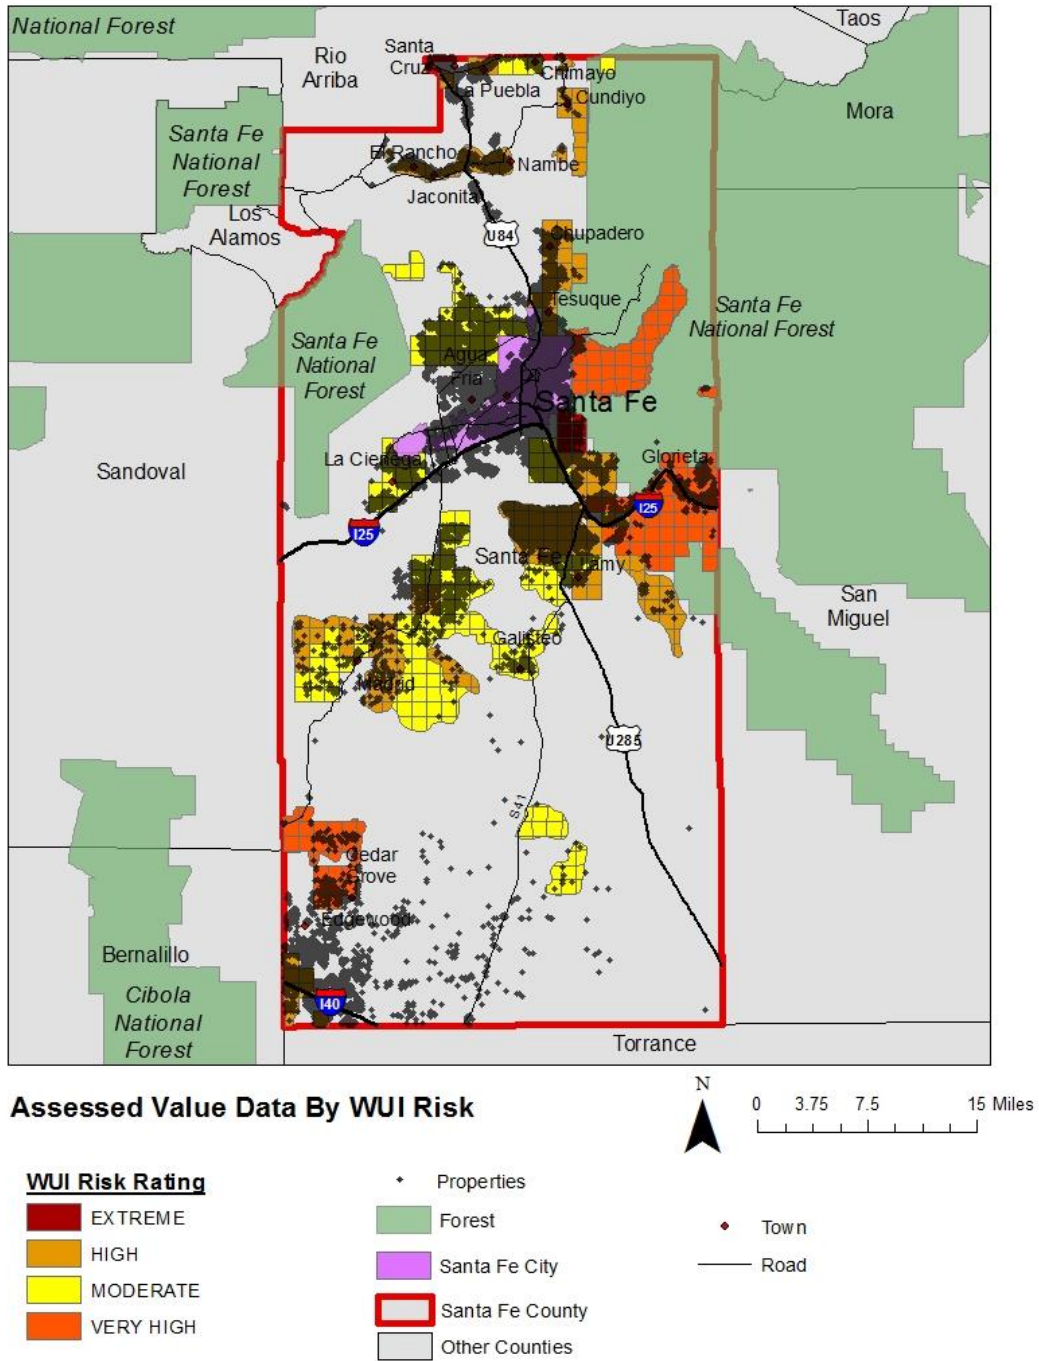 National Forest
Taos
Santa
Cruz
Rio
Arriba
Chimayo
La Puebla
Cundiyo
Mora
Santa Fe
National
Forest
El Rancho
Nambe
Jaconita
Los
Alamos
U84
Chupadero
Tesuque
Santa Fe
National Forest
Santa Fe
National
Forest
Agua
Fria
Santa Fe
La Cienega
Glorieta
Sandoval
I25
I25
Santa Fe
Lamy
San
Miguel
Galisteo
Madrid
U285
S41
Cedar
Grove
Edgewood
Bernalillo
I40
Cibola
National
Forest
Torrance
Assessed Value Data By WUI Risk
N
0 3.75 7.5 15 Miles
WUI Risk Rating
EXTREME
HIGH
MODERATE
VERY HIGH
Properties
Forest
Santa Fe City
Santa Fe County
Other Counties
Town
Road